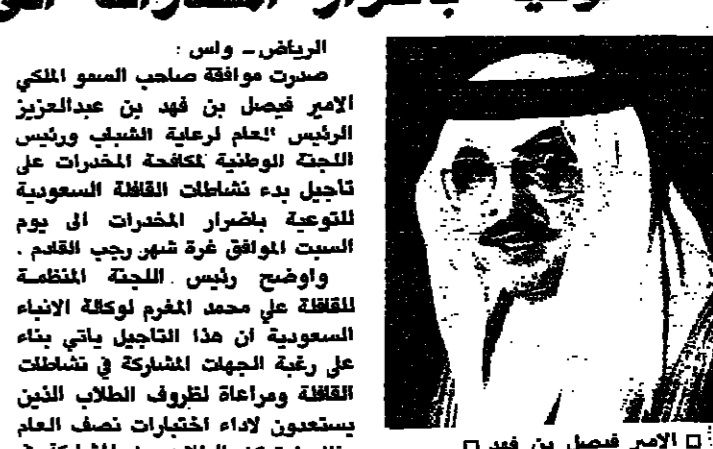 الرياض ـ واس :
صدرت موافقة صاحب السمو الملكي
الامير فيصل بن فهد بن عبدالعزيز
الرئيس العام لرعاية الشباب ورئيس
اللجنة الوطنية لمكافحة المخدرات على
تأجيل بدء نشاطات القافلة السعودية
للتوعية باضرار المخدرات الى يوم
السبت الموافق غرة شهر رجب القادم .
واوضح رئيس اللجنة المنظمة
للقافلة علي محمد المغرم لوكالة الانباء
السعودية ان هذا التاجيل ياتي بناء
على رغبة الجهات المشاركة في نشاطات
القافلة ومراعاة لظروف الطلاب الذين
يستعدون لاداء اختبارات نصف العام
□ الامير فيصل بن فهد □